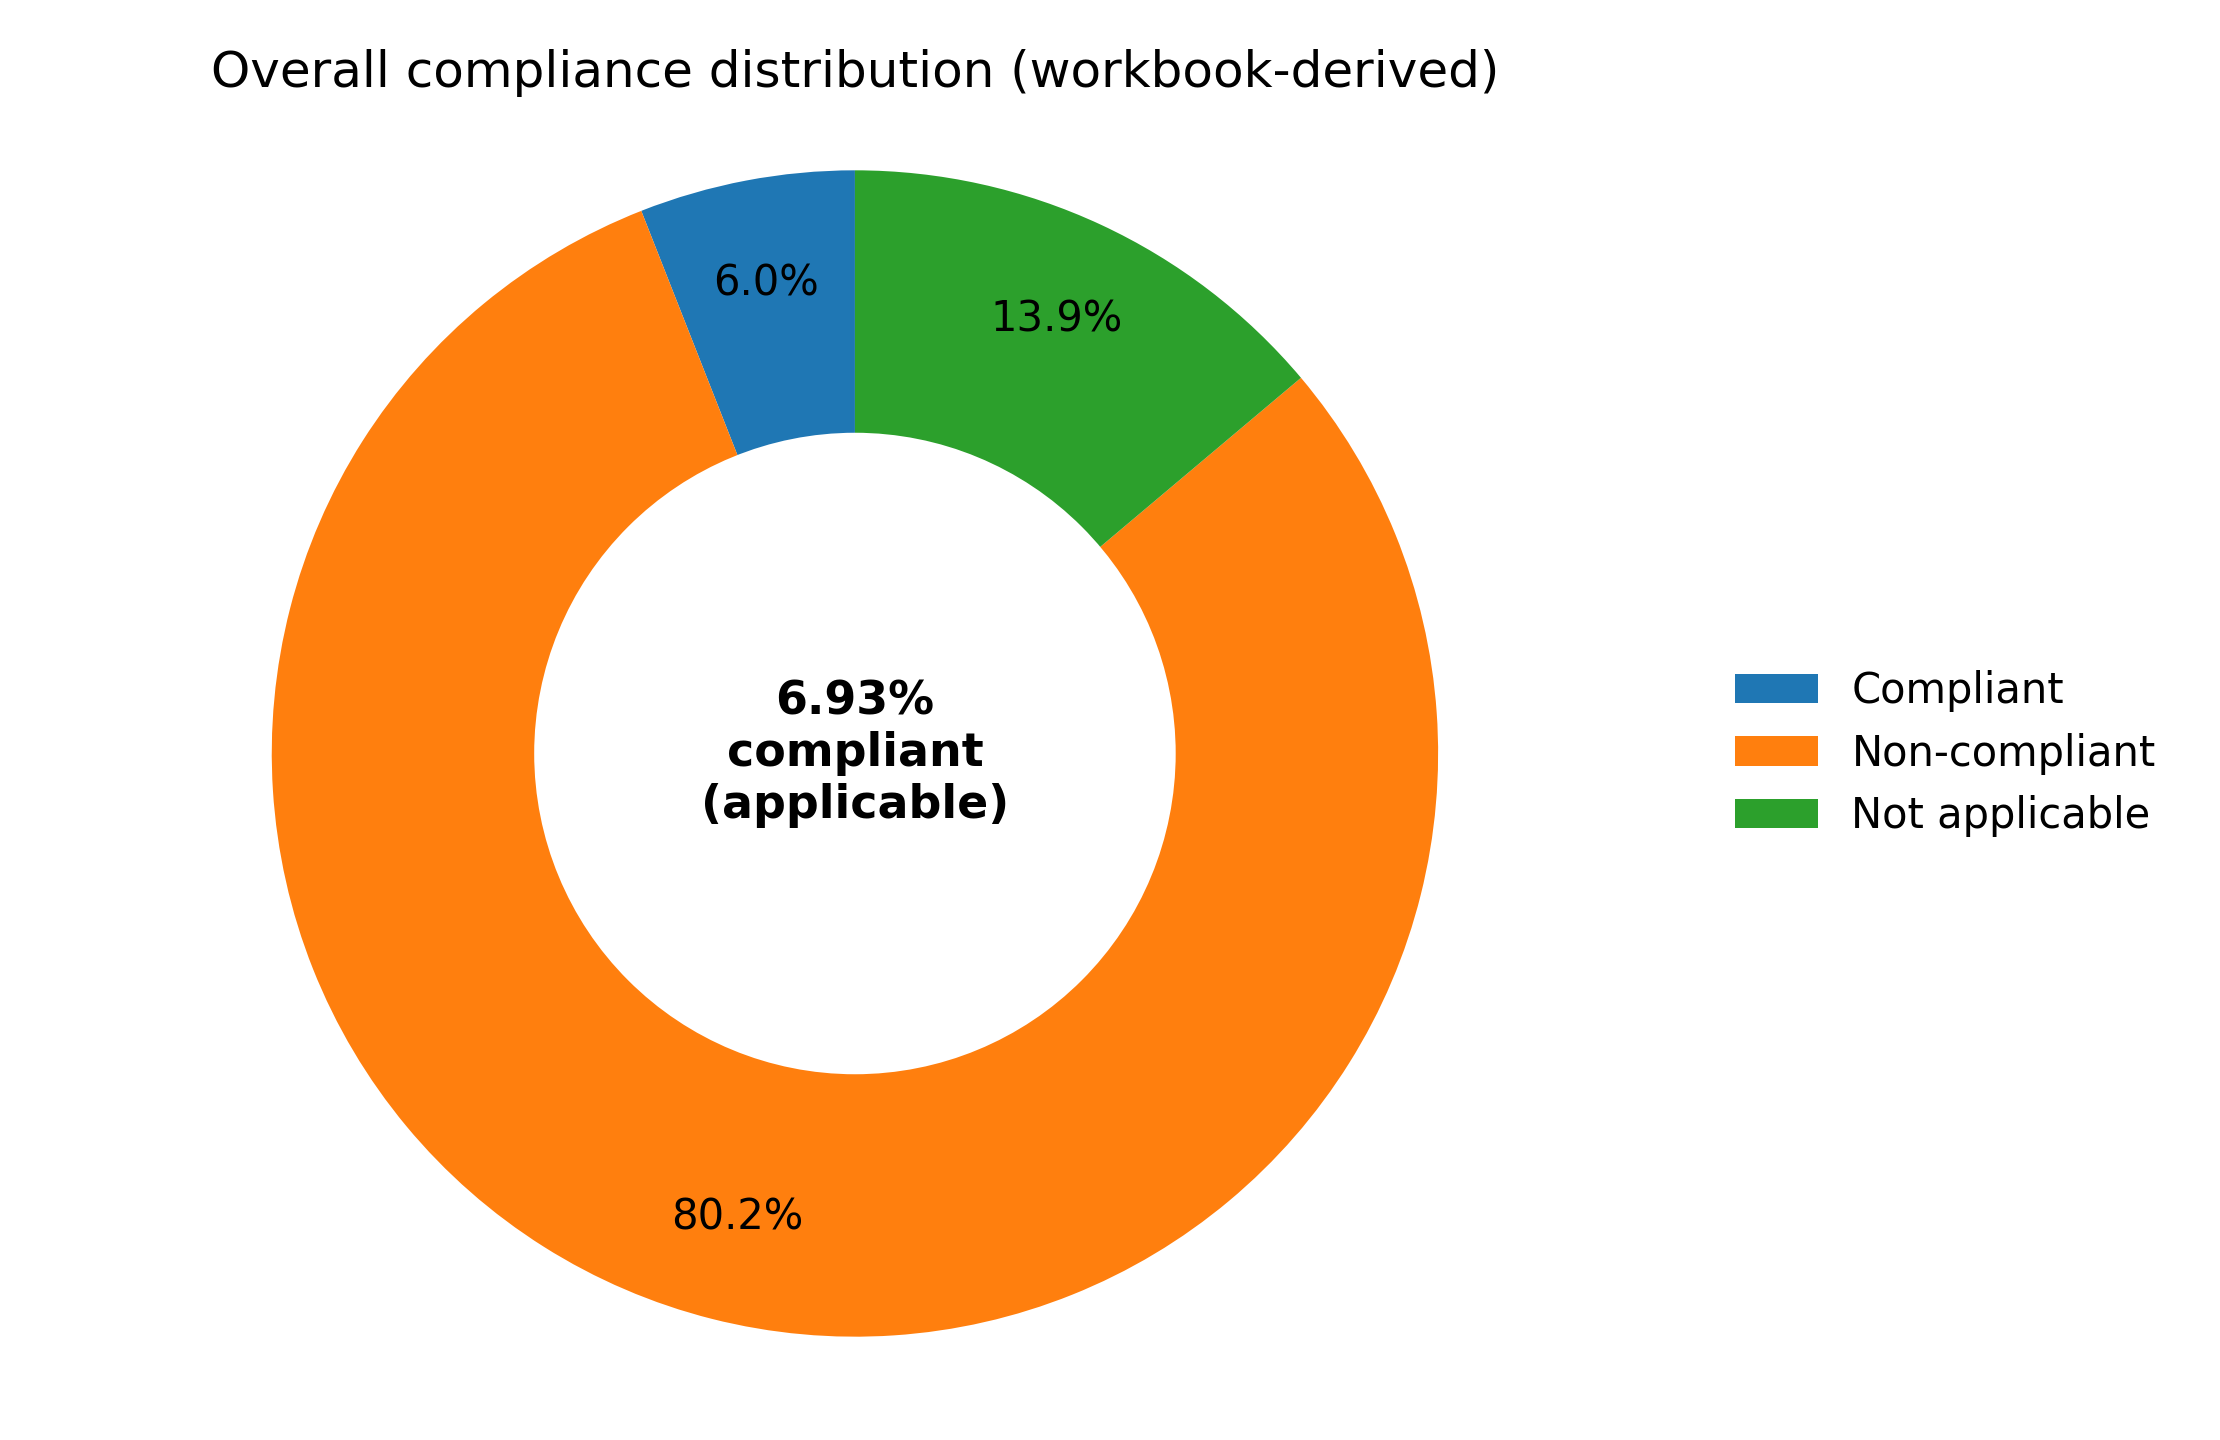 Overall compliance distribution (workbook-derived)
6.0%
13.9%
6.93%
compliant
(applicable)
80.2%
Compliant
Non-compliant
Not applicable